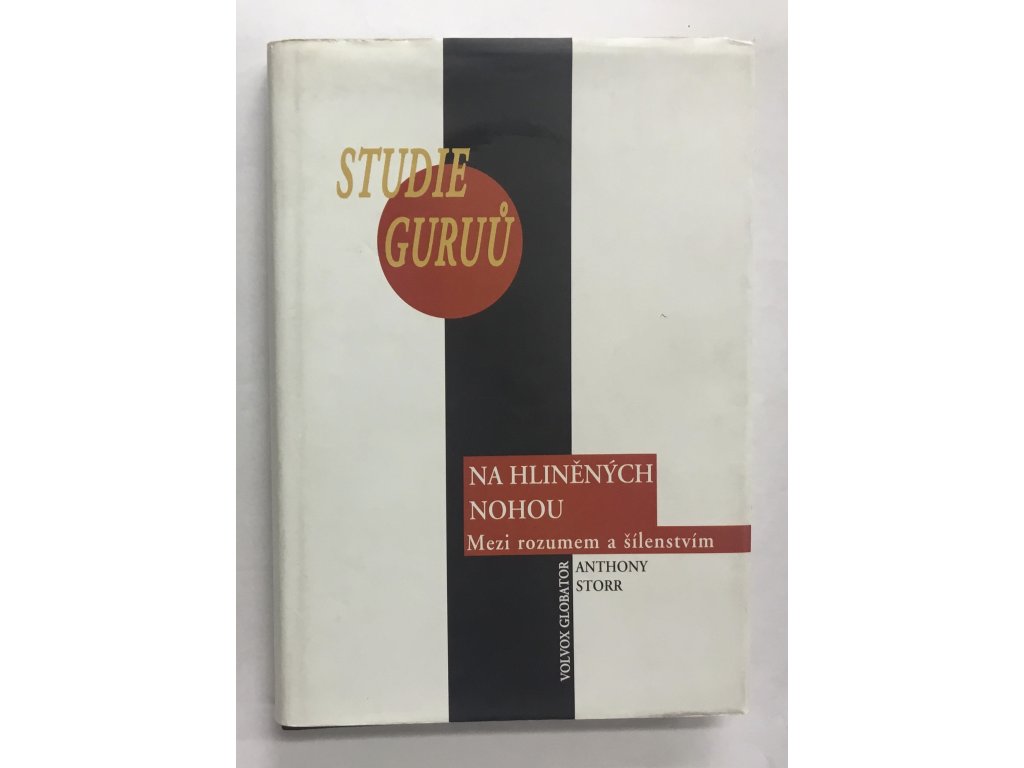 STUDIE
GURUŮ
NA HLINĚNÝCH
NOHOU
Mezi rozumem a šílenstvím
ANTHONY
STORR
VOLVOX GLOBATOR